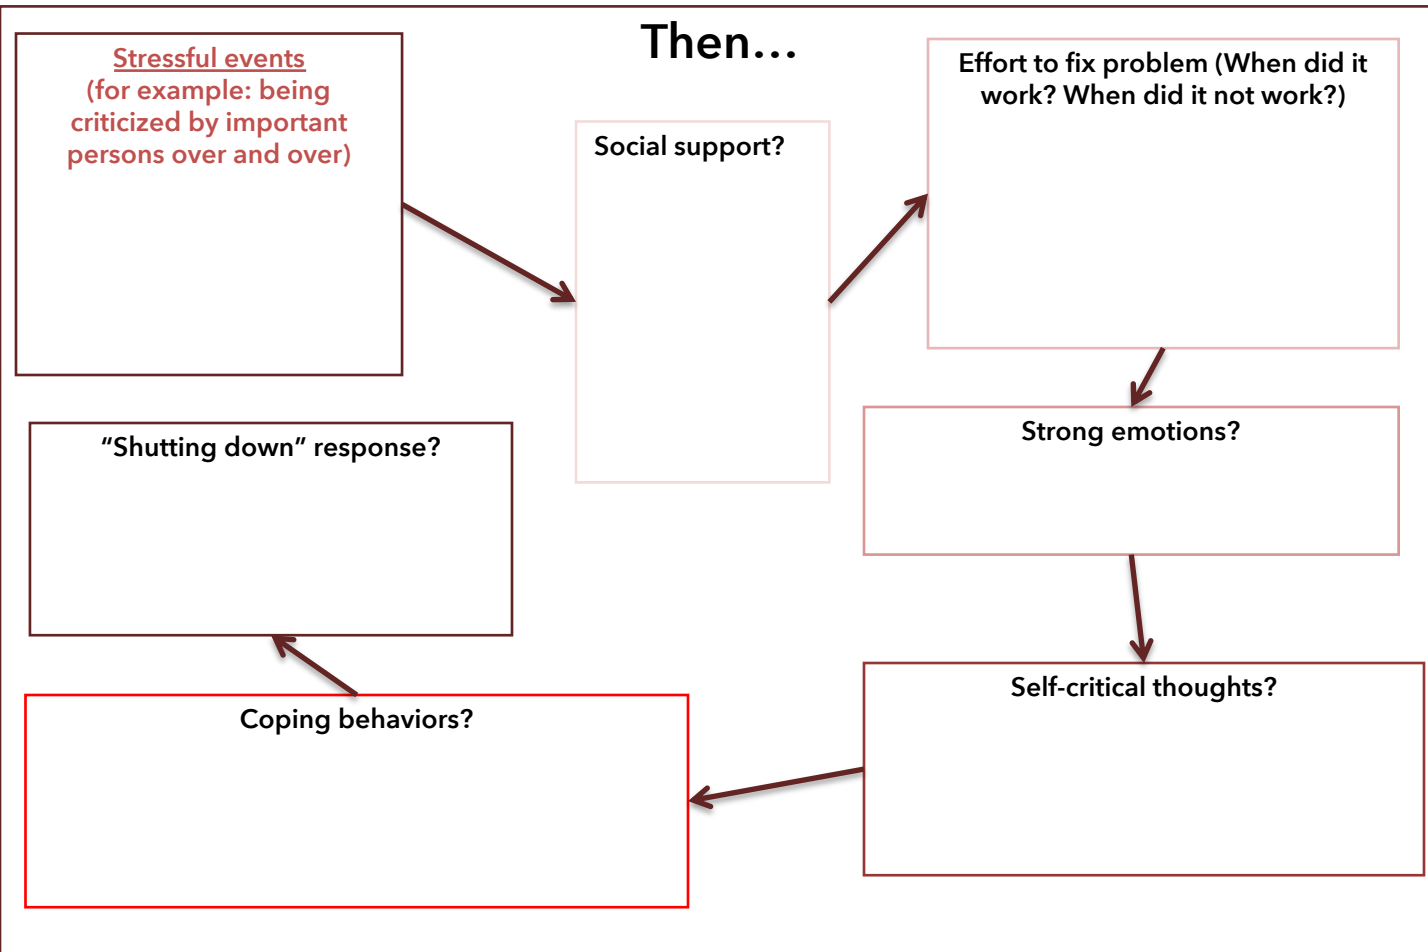 Then…
Stressful events
(for example: being
criticized by important
persons over and over)
Social support?
Effort to fix problem (When did it
work? When did it not work?)
Strong emotions?
Self-critical thoughts?
Coping behaviors?
“Shutting down” response?